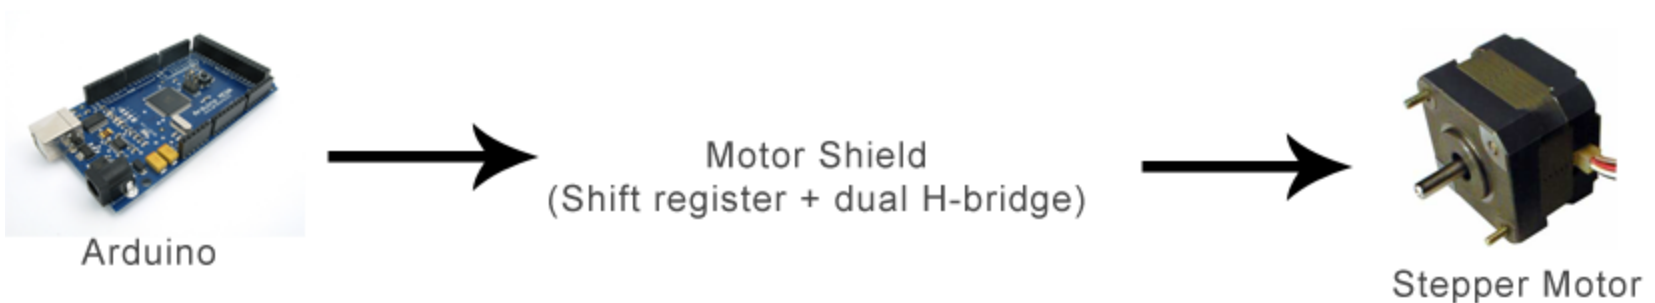 Arduino
Motor Shield
(Shift register + dual H-bridge)
Stepper Motor